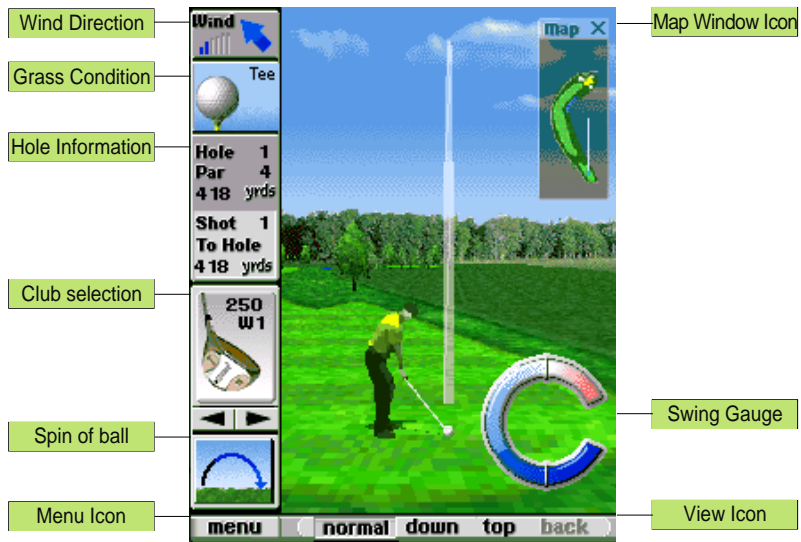 Wind Direction
Grass Condition
Hole Information
Club selection
Spin of ball
Menu Icon
Wind
Tee
Hole 1
Par 4
418 yrds
Shot 1
To Hole
418 yrds
250
W1
menu
normal down top back
Map ×
Map Window Icon
Swing Gauge
View Icon